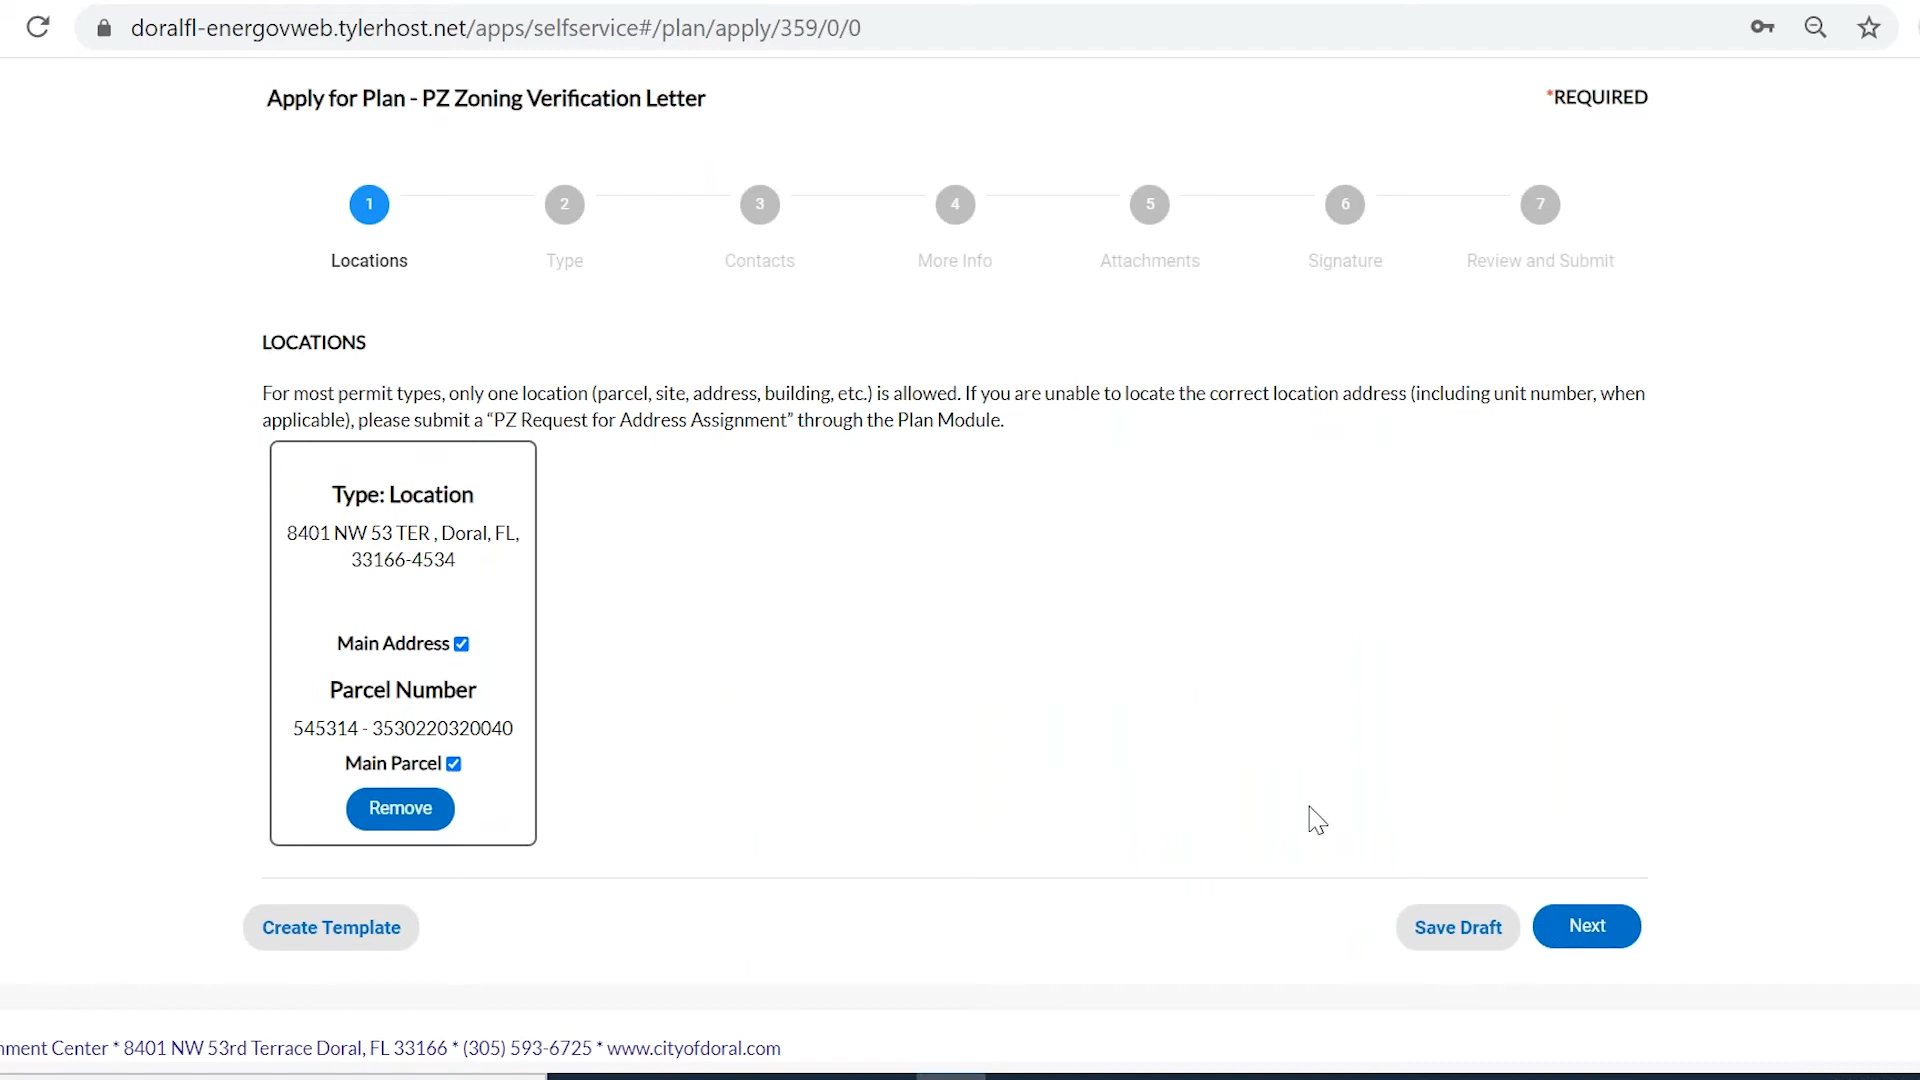 doralfl-energovweb.tylerhost.net/apps/selfservice#/plan/apply/359/0/0
Apply for Plan - PZ Zoning Verification Letter
*REQUIRED
1
2
3
4
5
6
7
Locations
Type
Contacts
More Info
Attachments
Signature
Review and Submit
LOCATIONS
For most permit types, only one location (parcel, site, address, building, etc.) is allowed. If you are unable to locate the correct location address (including unit number, when
applicable), please submit a “PZ Request for Address Assignment” through the Plan Module.
Type: Location
8401 NW 53 TER , Doral, FL,
33166-4534
Main Address
Parcel Number
545314 - 3530220320040
Main Parcel
Remove
Create Template
Save Draft
Next
Center * 8401 NW 53rd Terrace Doral, FL 33166 * (305) 593-6725 * www.cityofdoral.com